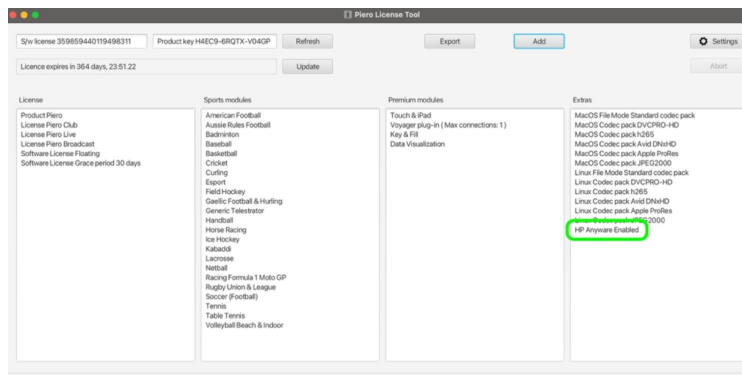 Piero License Tool
S/w license 359859440119498311 Product key H4EC9-6RQTX-V04GP Refresh Export Add Settings
Licence expires in 364 days, 23:51.22 Update Abort
License
Product Piero
License Piero Club
License Piero Live
License Piero Broadcast
Software License Floating
Software License Grace period 30 days
Sports modules
American Football
Aussie Rules Football
Badminton
Baseball
Basketball
Cricket
Curling
Esport
Field Hockey
Gaellic Football & Hurling
Generic Telestrator
Handball
Horse Racing
Ice Hockey
Kabaddi
Lacrosse
Netball
Racing Formula 1 Moto GP
Rugby Union & League
Soccer (Football)
Tennis
Table Tennis
Volleyball Beach & Indoor
Premium modules
Touch & iPad
Voyager plug-in ( Max connections: 1 )
Key & Fill
Data Visualization
Extras
MacOS File Mode Standard codec pack
MacOS Codec pack DVCPRO-HD
MacOS Codec pack h265
MacOS Codec pack Avid DNxHD
MacOS Codec pack Apple ProRes
MacOS Codec pack JPEG2000
Linux File Mode Standard codec pack
Linux Codec pack DVCPRO-HD
Linux Codec pack h265
Linux Codec pack Avid DNxHD
Linux Codec pack Apple ProRes
Linux Codec pack JPEG2000
HP Anyware Enabled